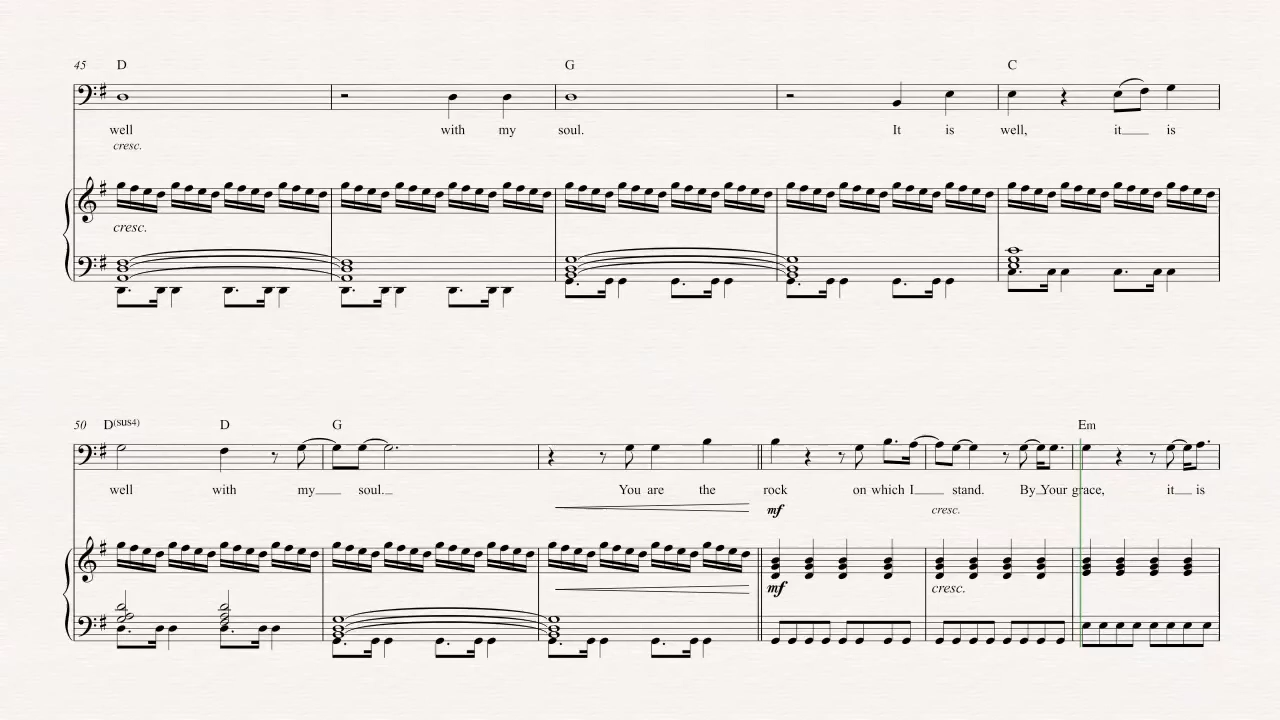 45 D G C
well with my soul. It is well, it is
cresc.
cresc.
50 D(sus4) D G Em
well with my soul. You are the rock on which I stand. By Your grace, it is
mf cresc.
mf cresc.